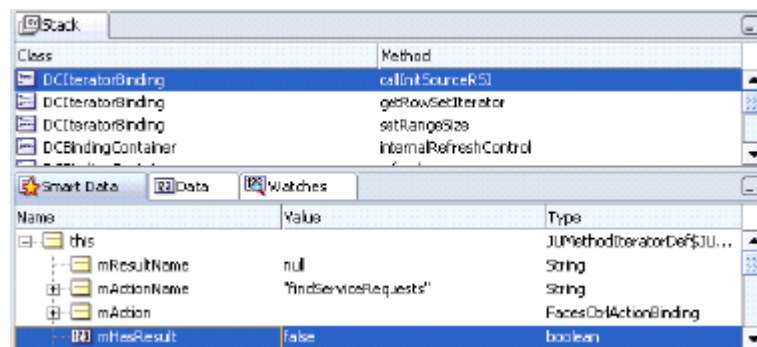 Stack
Class Method
DCIteratorBinding callInitSourceRSI
DCIteratorBinding getRowSetIterator
DCIteratorBinding setRangeSize
DCBindingContainer internalRefreshControl
Smart Data Data Watches
Name Value Type
this JUMethodIteratorDef$JU...
mResultName null String
mActionName "findServiceRequests" String
mAction FacesCtrlActionBinding
mHasResult false boolean